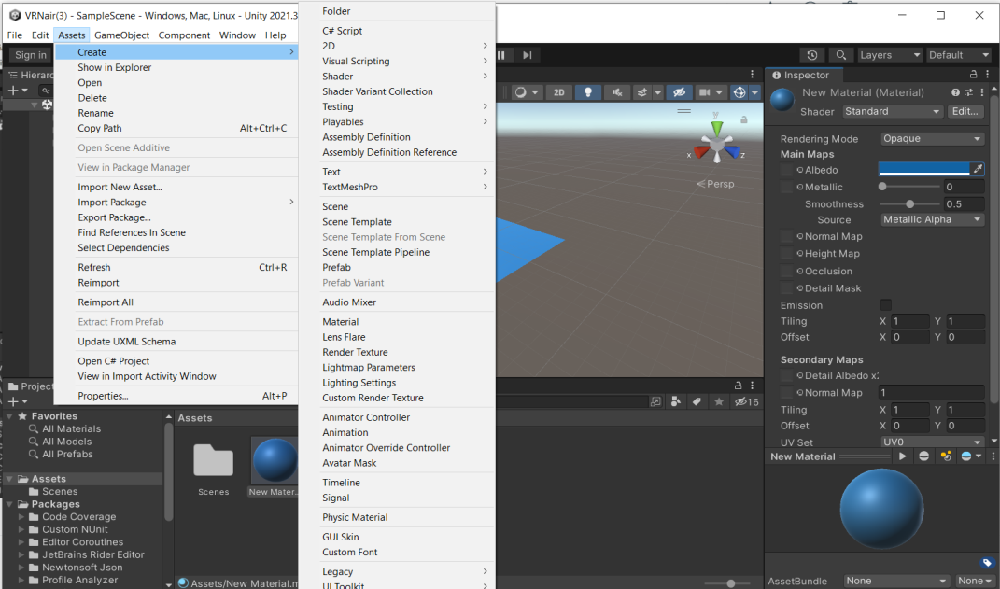 VRNair(3) - SampleScene - Windows, Mac, Linux - Unity 2021.3
File Edit Assets GameObject Component Window Help
Sign in
Layers
Default
Create
Show in Explorer
Open
Delete
Rename
Copy Path Alt+Ctrl+C
Open Scene Additive
View in Package Manager
Import New Asset...
Import Package
Export Package...
Find References In Scene
Select Dependencies
Refresh Ctrl+R
Reimport
Reimport All
Extract From Prefab
Update UXML Schema
Open C# Project
View in Import Activity Window
Properties... Alt+P
Folder
C# Script
2D
Visual Scripting
Shader
Shader Variant Collection
Testing
Playables
Assembly Definition
Assembly Definition Reference
Text
TextMeshPro
Scene
Scene Template
Scene Template From Scene
Scene Template Pipeline
Prefab
Prefab Variant
Audio Mixer
Material
Lens Flare
Render Texture
Lightmap Parameters
Lighting Settings
Custom Render Texture
Animator Controller
Animation
Animator Override Controller
Avatar Mask
Timeline
Signal
Physic Material
GUI Skin
Custom Font
Legacy
UI Toolkit
2D
y
x
z
Persp
Hierarc
Project
16
Favorites
All Materials
All Models
All Prefabs
Assets
Scenes
Packages
Code Coverage
Custom NUnit
Editor Coroutines
JetBrains Rider Editor
Newtonsoft Json
Profile Analyzer
Assets
Scenes
New Mater...
Assets/New Material.m
Inspector
New Material (Material)
Shader Standard Edit...
Rendering Mode Opaque
Main Maps
Albedo
Metallic 0
Smoothness 0.5
Source Metallic Alpha
Normal Map
Height Map
Occlusion
Detail Mask
Emission
Tiling X 1 Y 1
Offset X 0 Y 0
Secondary Maps
Detail Albedo x2
Normal Map 1
Tiling X 1 Y 1
Offset X 0 Y 0
UV Set UV0
New Material
AssetBundle None None